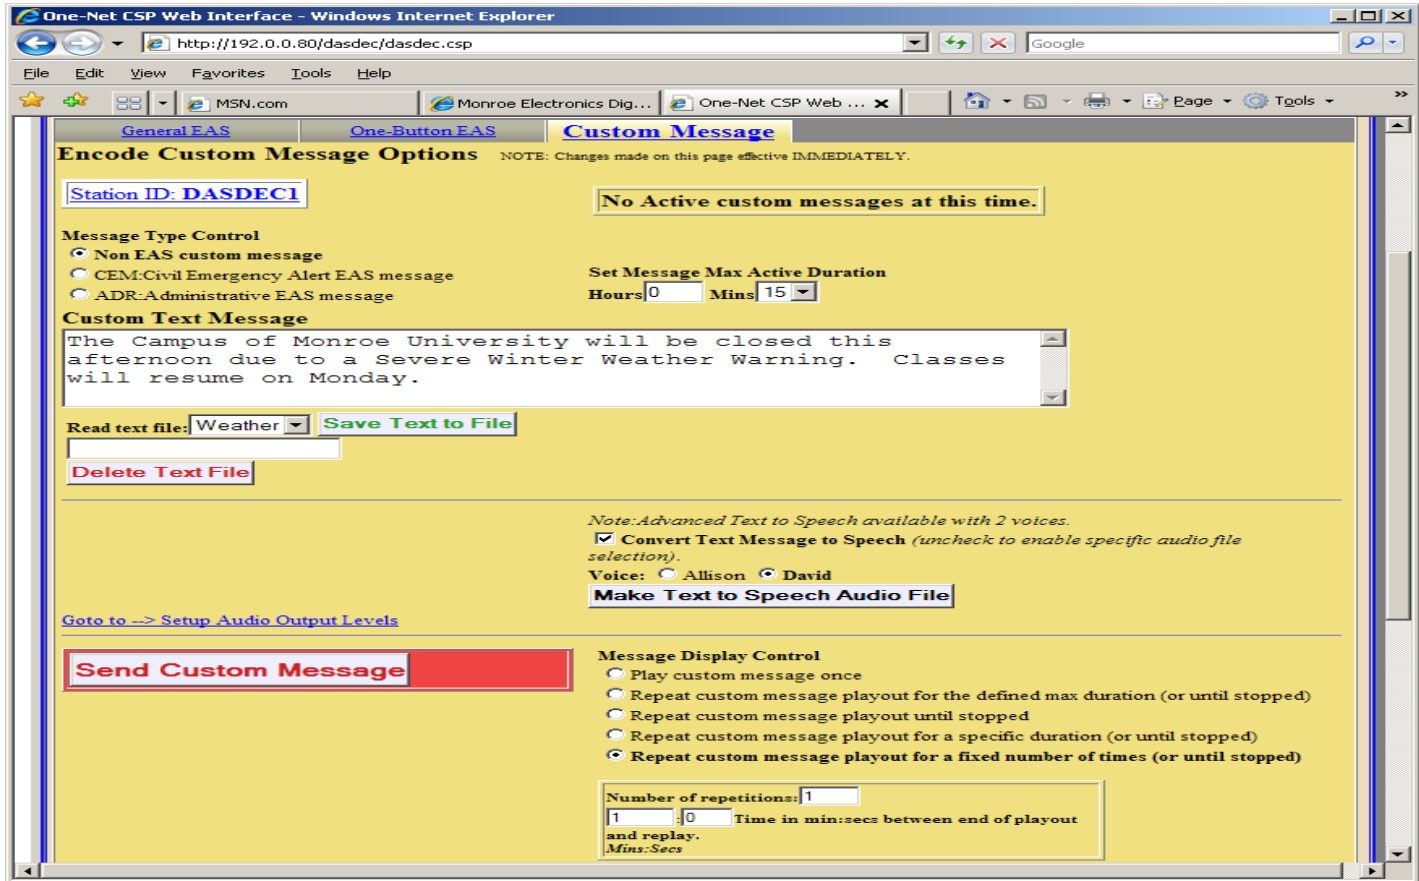 One-Net CSP Web Interface - Windows Internet Explorer
http://192.0.0.80/dasdec/dasdec.csp
Google
File Edit View Favorites Tools Help
MSN.com
Monroe Electronics Dig...
One-Net CSP Web ...
Page
Tools
General EAS
One-Button EAS
Custom Message
Encode Custom Message Options NOTE: Changes made on this page effective IMMEDIATELY.
Station ID: DASDEC1
No Active custom messages at this time.
Message Type Control
Non EAS custom message
CEM:Civil Emergency Alert EAS message
ADR:Administrative EAS message
Set Message Max Active Duration
Hours 0 Mins 15
Custom Text Message
The Campus of Monroe University will be closed this
afternoon due to a Severe Winter Weather Warning.  Classes
will resume on Monday.
Read text file: Weather Save Text to File
Delete Text File
Note:Advanced Text to Speech available with 2 voices.
Convert Text Message to Speech (uncheck to enable specific audio file
selection).
Voice: Allison David
Make Text to Speech Audio File
Goto to --> Setup Audio Output Levels
Send Custom Message
Message Display Control
Play custom message once
Repeat custom message playout for the defined max duration (or until stopped)
Repeat custom message playout until stopped
Repeat custom message playout for a specific duration (or until stopped)
Repeat custom message playout for a fixed number of times (or until stopped)
Number of repetitions: 1
1 :0 Time in min:secs between end of playout
and replay.
Mins:Secs